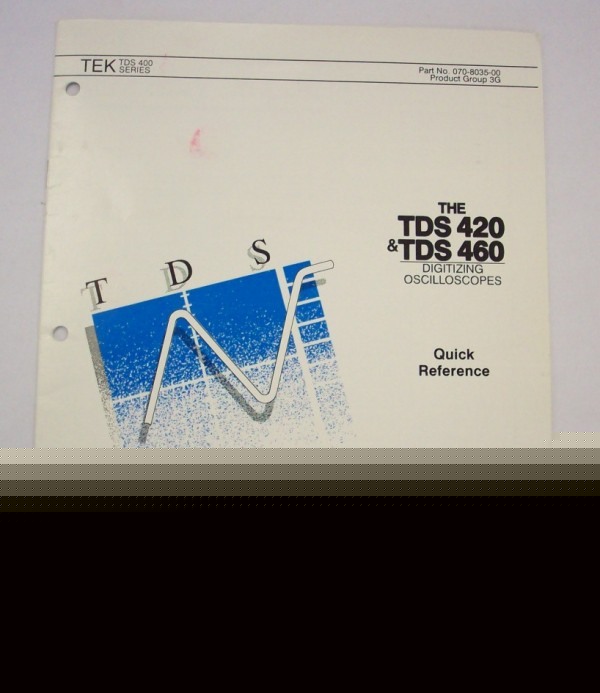 TEK TDS 400
SERIES
Part No. 070-8035-00
Product Group 3G
THE
TDS 420
& TDS 460
DIGITIZING
OSCILLOSCOPES
T D S
Quick
Reference